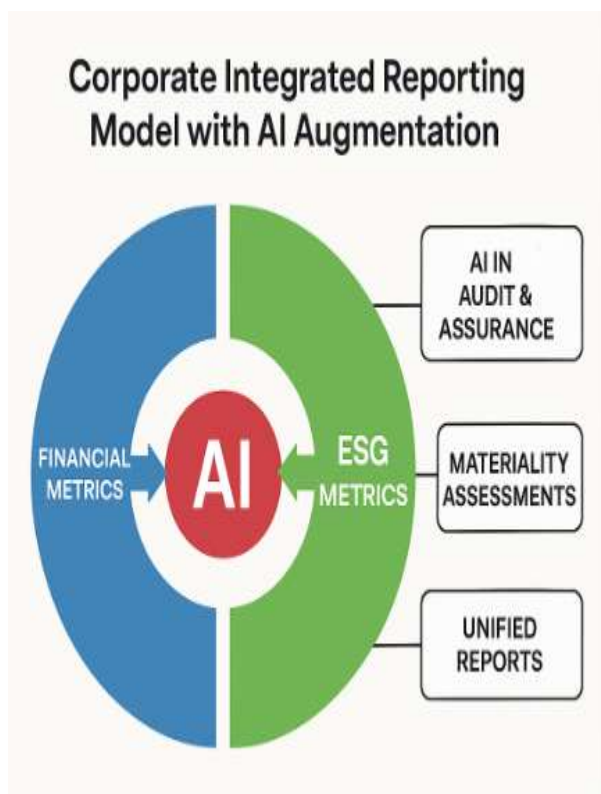 Corporate Integrated Reporting
Model with AI Augmentation
FINANCIAL
METRICS
AI
ESG
METRICS
AI IN
AUDIT &
ASSURANCE
MATERIALITY
ASSESSMENTS
UNIFIED
REPORTS